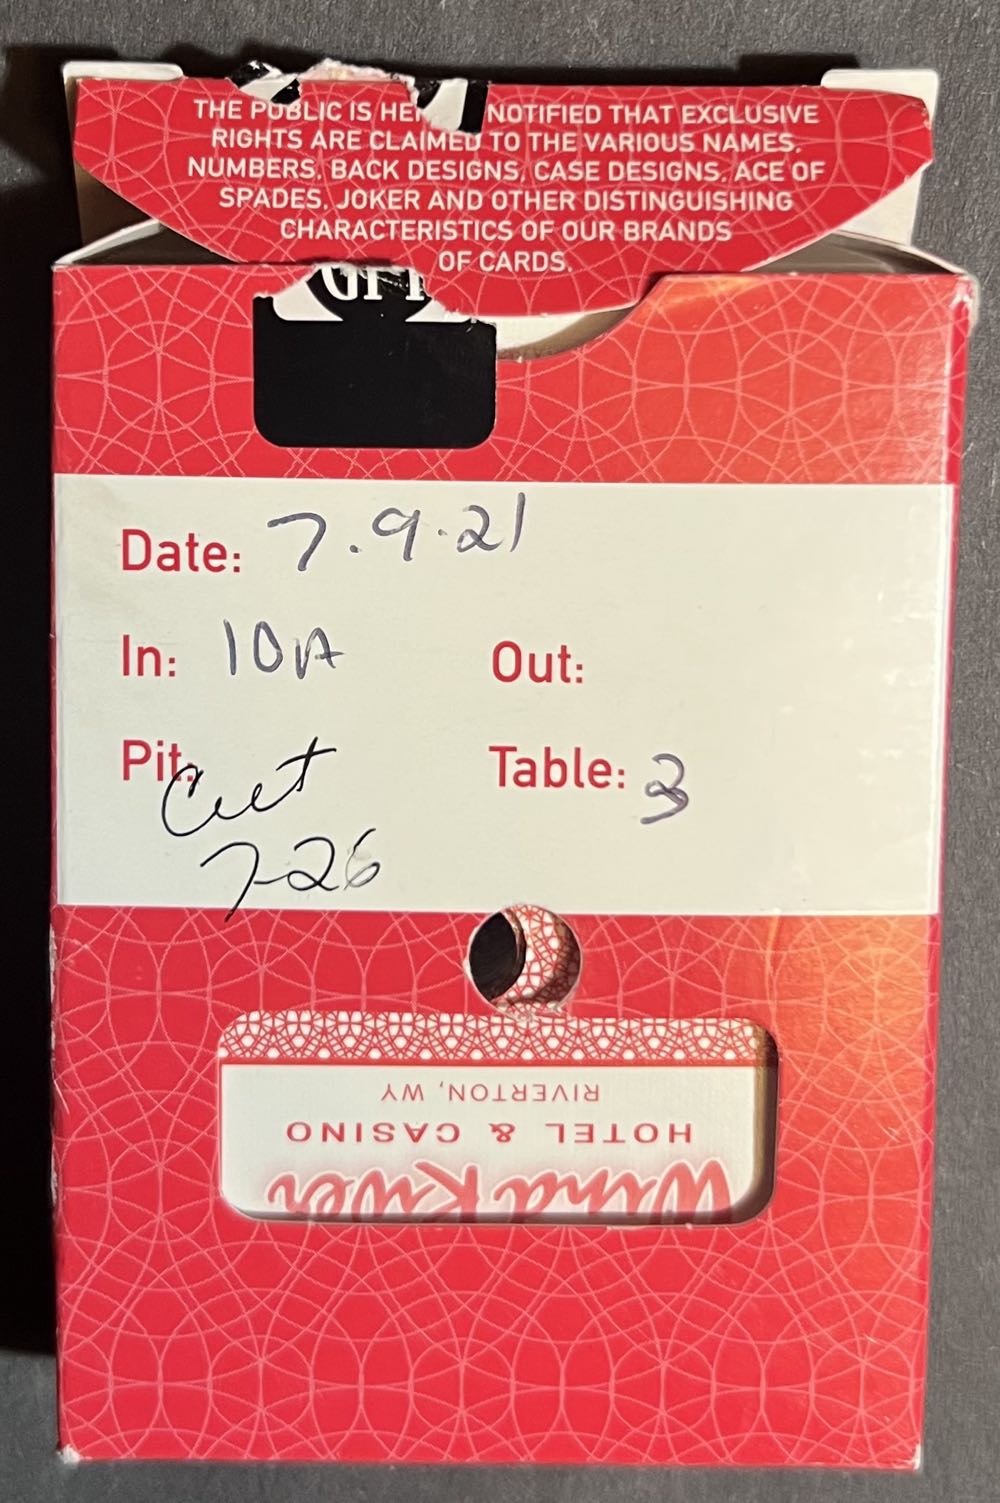 THE PUBLIC IS HE NOTIFIED THAT EXCLUSIVE
RIGHTS ARE CLAIMED TO THE VARIOUS NAMES,
NUMBERS, BACK DESIGNS, CASE DESIGNS, ACE OF
SPADES, JOKER AND OTHER DISTINGUISHING
CHARACTERISTICS OF OUR BRANDS
OF CARDS.
Date: 7.9.21
In: 10A Out:
Pit: Table: 3
Cut
7-26
RIVERTON, WY
HOTEL & CASINO
Wind River